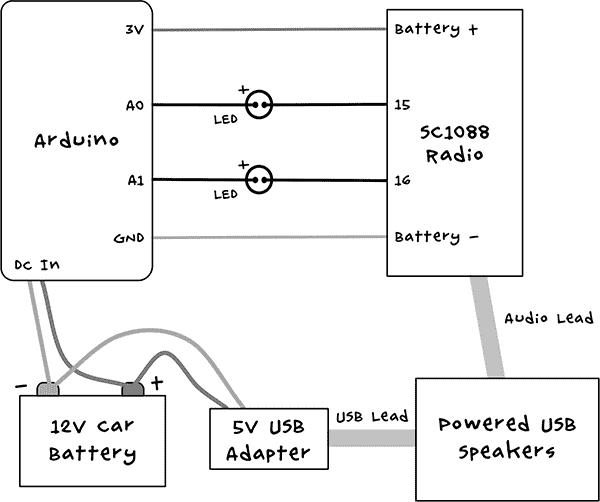 3V
Battery +
A0
+
LED
15
Arduino
SC1088
Radio
A1
+
LED
16
GND
Battery -
DC In
Audio Lead
-
+
12V Car
Battery
5V USB
Adapter
USB Lead
Powered USB
Speakers